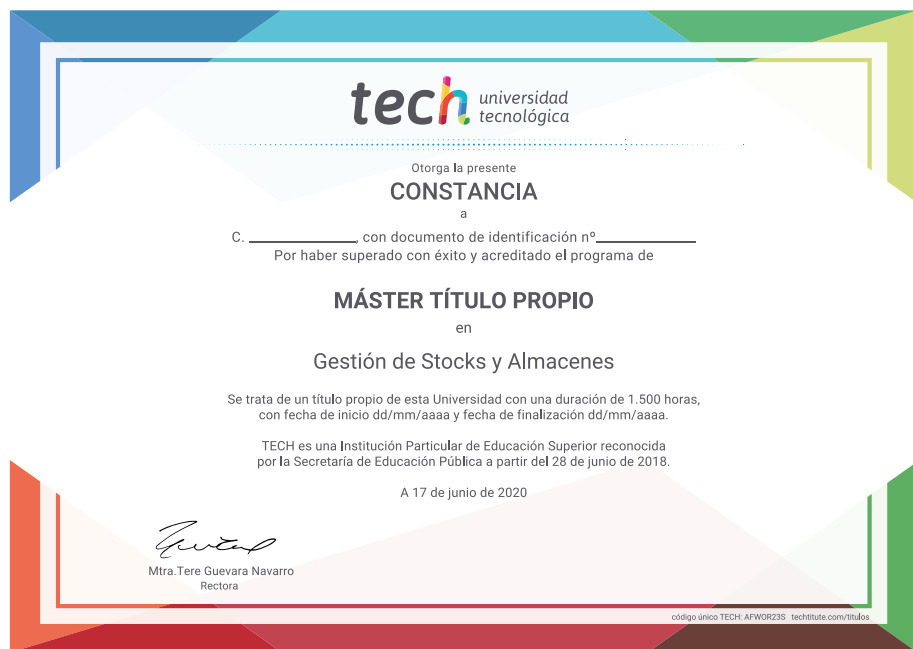 tech universidad
tecnológica
Otorga la presente
CONSTANCIA
a
C. ____________, con documento de identificación nº____________
Por haber superado con éxito y acreditado el programa de
MÁSTER TÍTULO PROPIO
en
Gestión de Stocks y Almacenes
Se trata de un título propio de esta Universidad con una duración de 1.500 horas,
con fecha de inicio dd/mm/aaaa y fecha de finalización dd/mm/aaaa.
TECH es una Institución Particular de Educación Superior reconocida
por la Secretaría de Educación Pública a partir del 28 de junio de 2018.
A 17 de junio de 2020
Mtra.Tere Guevara Navarro
Rectora
código único TECH: AFWOR23S techtitute.com/titulos